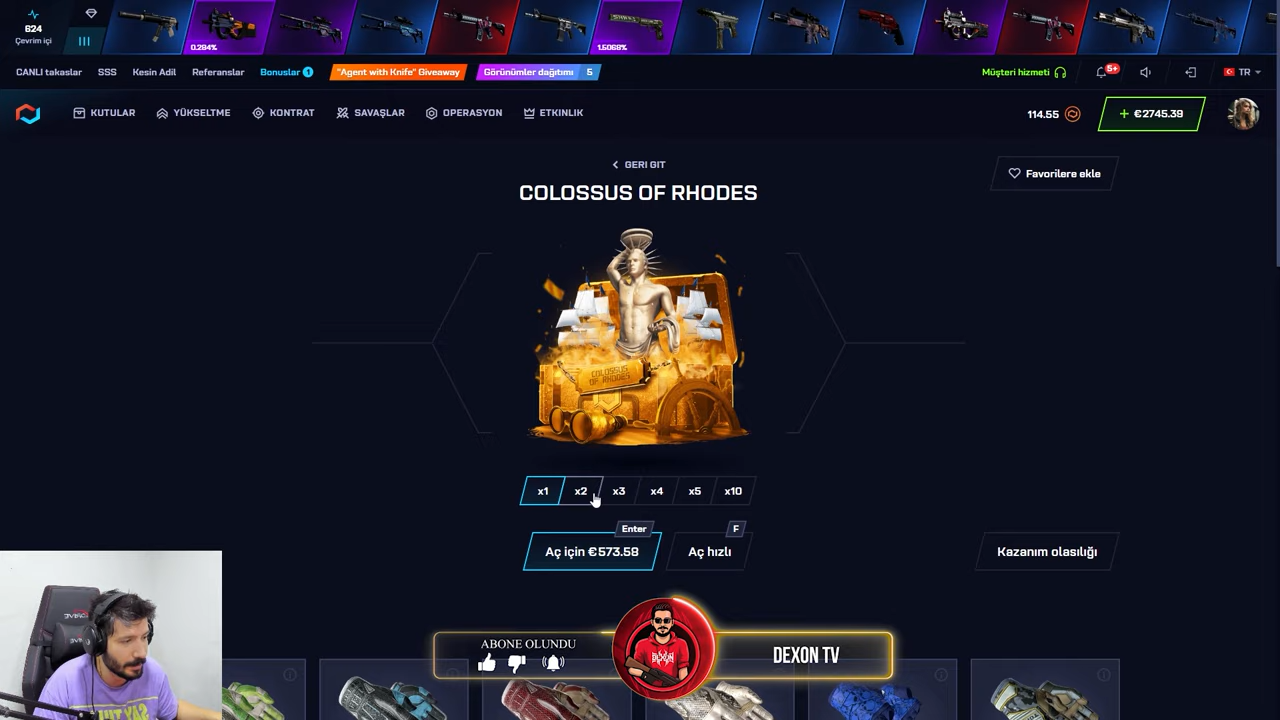 624
Çevrim içi
0.284%
1.5068%
CANLI takaslar
SSS
Kesin Adil
Referanslar
Bonuslar 1
"Agent with Knife" Giveaway
Görünümler dağıtımı 5
Müşteri hizmeti
5+
TR
KUTULAR
YÜKSELTME
KONTRAT
SAVAŞLAR
OPERASYON
ETKINLIK
114.55
+ €2745.39
GERI GIT
COLOSSUS OF RHODES
Favorilere ekle
COLOSSUS
OF RHODES
x1
x2
x3
x4
x5
x10
Enter
F
Aç için €573.58
Aç hızlı
Kazanım olasılığı
ABONE OLUNDU
DEXON TV